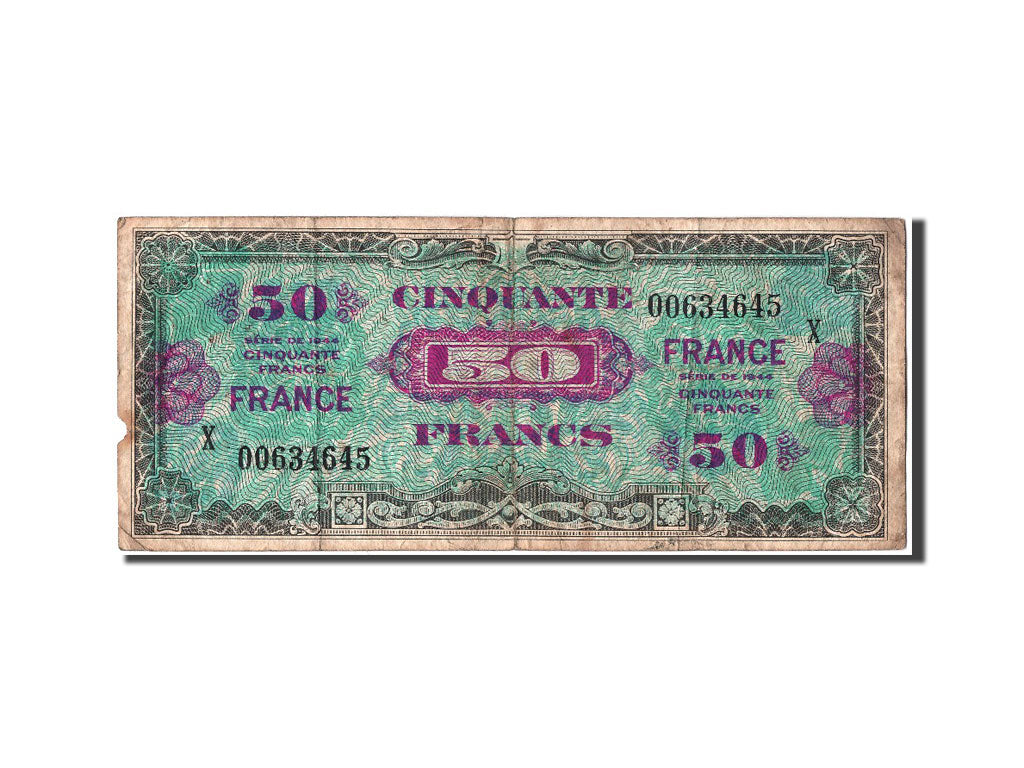 50
SÉRIE DE 1944
CINQUANTE
FRANCS
FRANCE
X
00634645
CINQUANTE
50
FRANCS
00634645
X
FRANCE
SÉRIE DE 1944
CINQUANTE
FRANCS
50